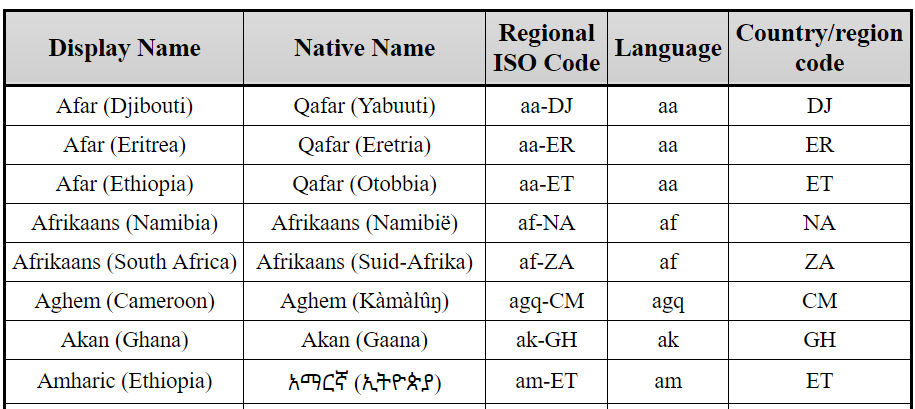 Display Name Native Name Regional ISO Code Language Country/region code
Afar (Djibouti) Qafar (Yabuuti) aa-DJ aa DJ
Afar (Eritrea) Qafar (Eretria) aa-ER aa ER
Afar (Ethiopia) Qafar (Otobbia) aa-ET aa ET
Afrikaans (Namibia) Afrikaans (Namibië) af-NA af NA
Afrikaans (South Africa) Afrikaans (Suid-Afrika) af-ZA af ZA
Aghem (Cameroon) Aghem (Kàmàlûŋ) agq-CM agq CM
Akan (Ghana) Akan (Gaana) ak-GH ak GH
Amharic (Ethiopia) አማርኛ (ኢትዮጵያ) am-ET am ET